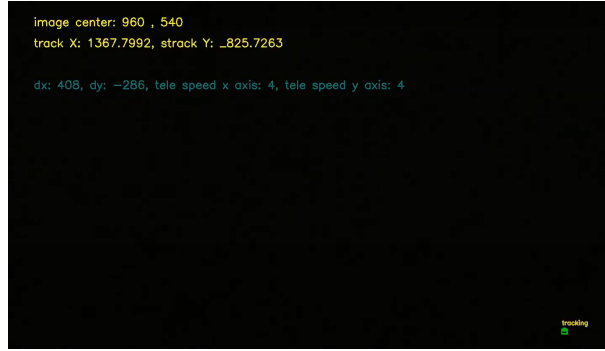 image center: 960 , 540
track X: 1367.7992, strack Y: _825.7263
dx: 408, dy: −286, tele speed x axis: 4, tele speed y axis: 4
tracking